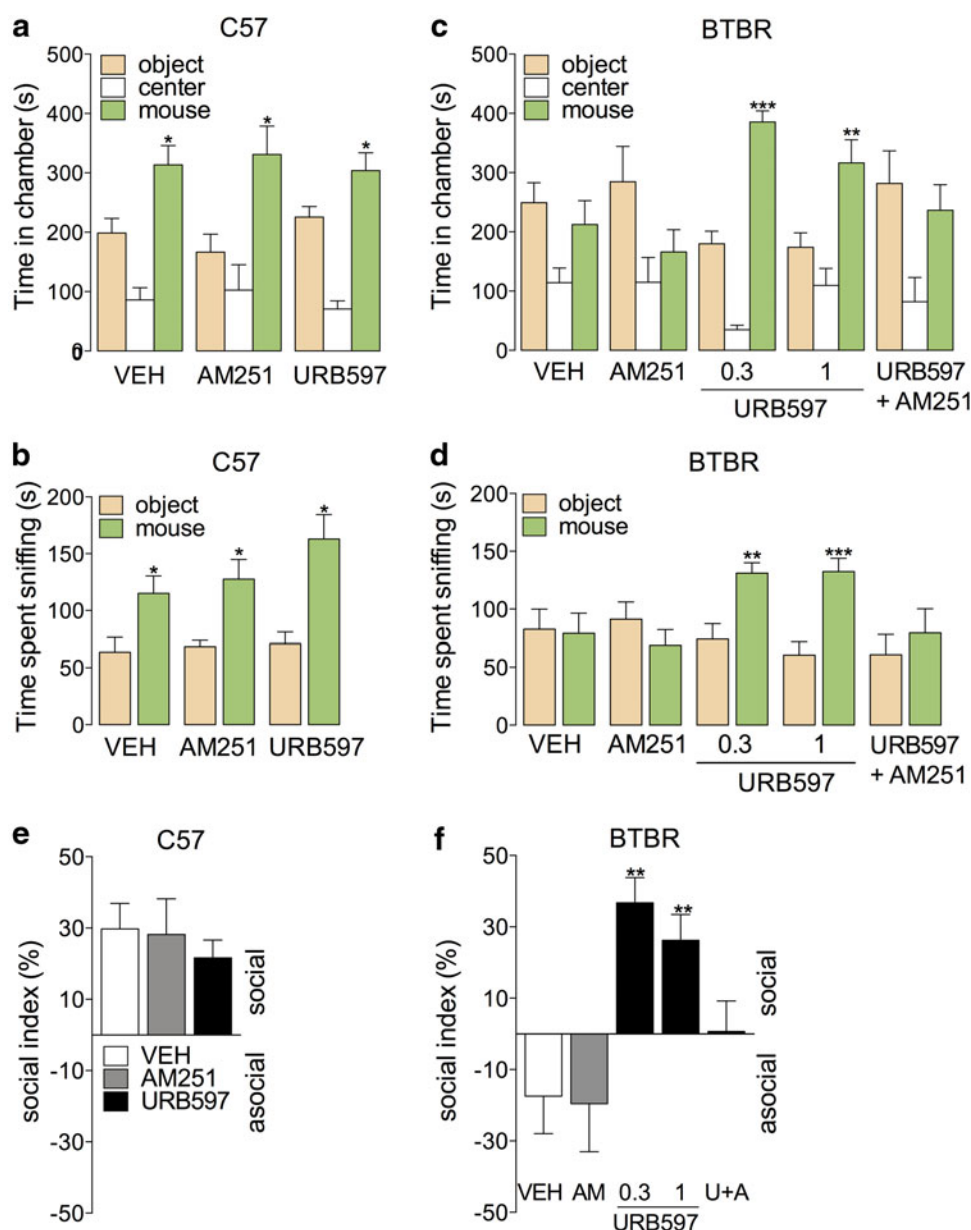 a
C57
500
400
300
200
100
0
Time in chamber (s)
object
center
mouse
*
*
*
VEH
AM251
URB597
c
BTBR
500
400
300
200
100
0
Time in chamber (s)
object
center
mouse
***
**
VEH
AM251
0.3
1
URB597
URB597
+ AM251
b
C57
200
150
100
50
0
Time spent sniffing (s)
object
mouse
*
*
*
VEH
AM251
URB597
d
BTBR
200
150
100
50
0
Time spent sniffing (s)
object
mouse
**
***
VEH
AM251
0.3
1
URB597
URB597
+ AM251
e
C57
50
30
10
-10
-30
-50
social index (%)
social
asocial
VEH
AM251
URB597
f
BTBR
50
30
10
-10
-30
-50
social index (%)
**
**
social
asocial
VEH
AM
0.3
1
U+A
URB597